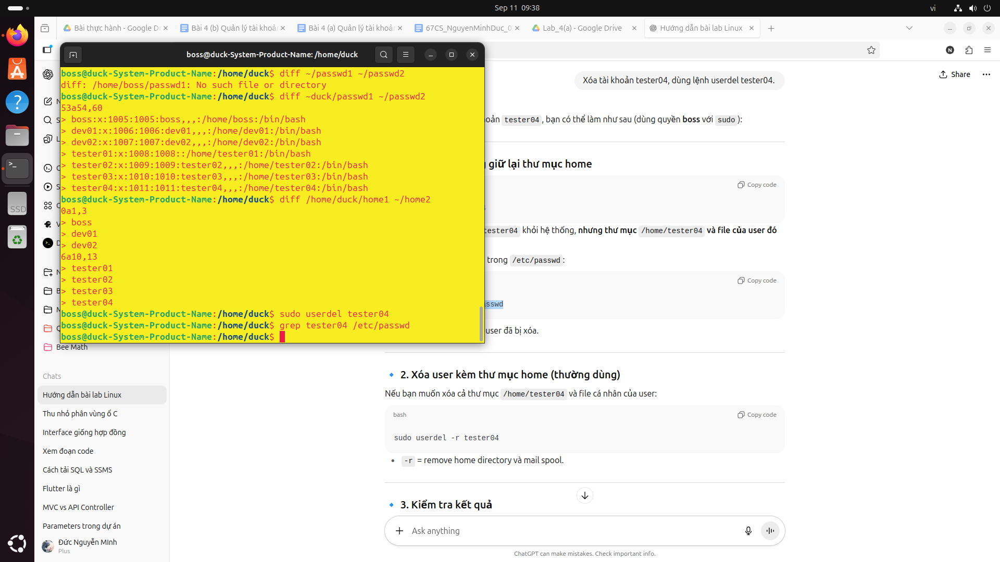 Sep 11 09:38
vi
Bài thực hành - Google D
Bài 4 (b) Quản lý tài khoả
Bài 4 (a) Quản lý tài khoả
67CS_NguyenMinhDuc_0
Lab_4(a) - Google Drive
Hướng dẫn bài lab Linux
boss@duck-System-Product-Name: /home/duck
boss@duck-System-Product-Name:/home/duck$ diff ~/passwd1 ~/passwd2
diff: /home/boss/passwd1: No such file or directory
boss@duck-System-Product-Name:/home/duck$ diff ~duck/passwd1 ~/passwd2
53a54,60
> boss:x:1005:1005:boss,,,:/home/boss:/bin/bash
> dev01:x:1006:1006:dev01,,,:/home/dev01:/bin/bash
> dev02:x:1007:1007:dev02,,,:/home/dev02:/bin/bash
> tester01:x:1008:1008::/home/tester01:/bin/bash
> tester02:x:1009:1009:tester02,,,:/home/tester02:/bin/bash
> tester03:x:1010:1010:tester03,,,:/home/tester03:/bin/bash
> tester04:x:1011:1011:tester04,,,:/home/tester04:/bin/bash
boss@duck-System-Product-Name:/home/duck$ diff /home/duck/home1 ~/home2
0a1,3
> boss
> dev01
> dev02
6a10,13
> tester01
> tester02
> tester03
> tester04
boss@duck-System-Product-Name:/home/duck$ sudo userdel tester04
boss@duck-System-Product-Name:/home/duck$ grep tester04 /etc/passwd
boss@duck-System-Product-Name:/home/duck$
SSD
Bee Math
Chats
Hướng dẫn bài lab Linux
Thu nhỏ phân vùng ổ C
Interface giống hợp đồng
Xem đoạn code
Cách tải SQL và SSMS
Flutter là gì
MVC vs API Controller
Parameters trong dự án
Đức Nguyễn MInh
Plus
Share
N
Xóa tài khoản tester04, dùng lệnh userdel tester04.
oản tester04, bạn có thể làm như sau (dùng quyền boss với sudo):
giữ lại thư mục home
Copy code
tester04 khỏi hệ thống, nhưng thư mục /home/tester04 và file của user đó
trong /etc/passwd:
Copy code
asswd
user đã bị xóa.
2. Xóa user kèm thư mục home (thường dùng)
Nếu bạn muốn xóa cả thư mục /home/tester04 và file cá nhân của user:
bash
Copy code
sudo userdel -r tester04
• -r = remove home directory và mail spool.
3. Kiểm tra kết quả
Ask anything
ChatGPT can make mistakes. Check important info.